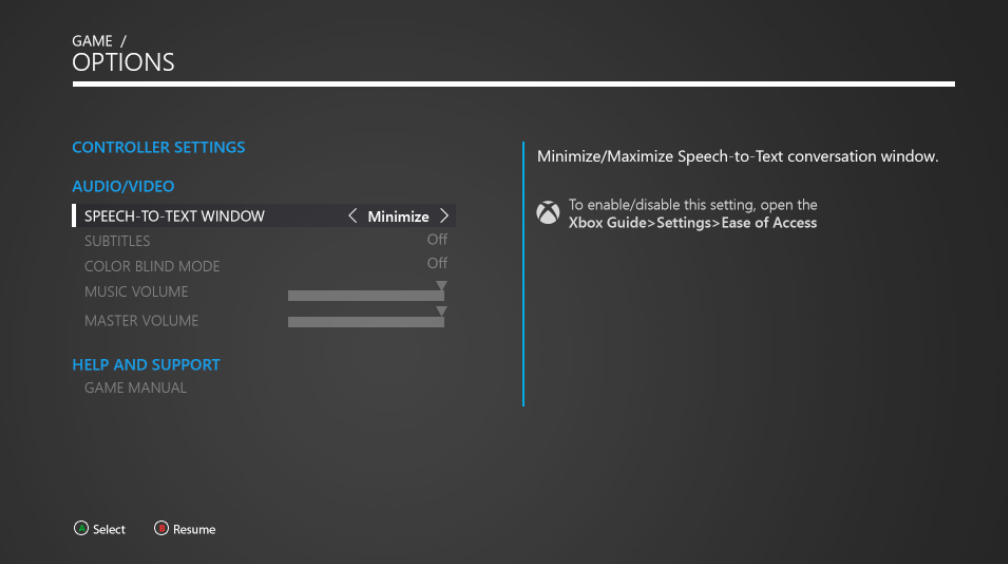 GAME /
OPTIONS
CONTROLLER SETTINGS
AUDIO/VIDEO
SPEECH-TO-TEXT WINDOW < Minimize >
SUBTITLES Off
COLOR BLIND MODE Off
MUSIC VOLUME
MASTER VOLUME
HELP AND SUPPORT
GAME MANUAL
Minimize/Maximize Speech-to-Text conversation window.
To enable/disable this setting, open the
Xbox Guide>Settings>Ease of Access
A Select B Resume